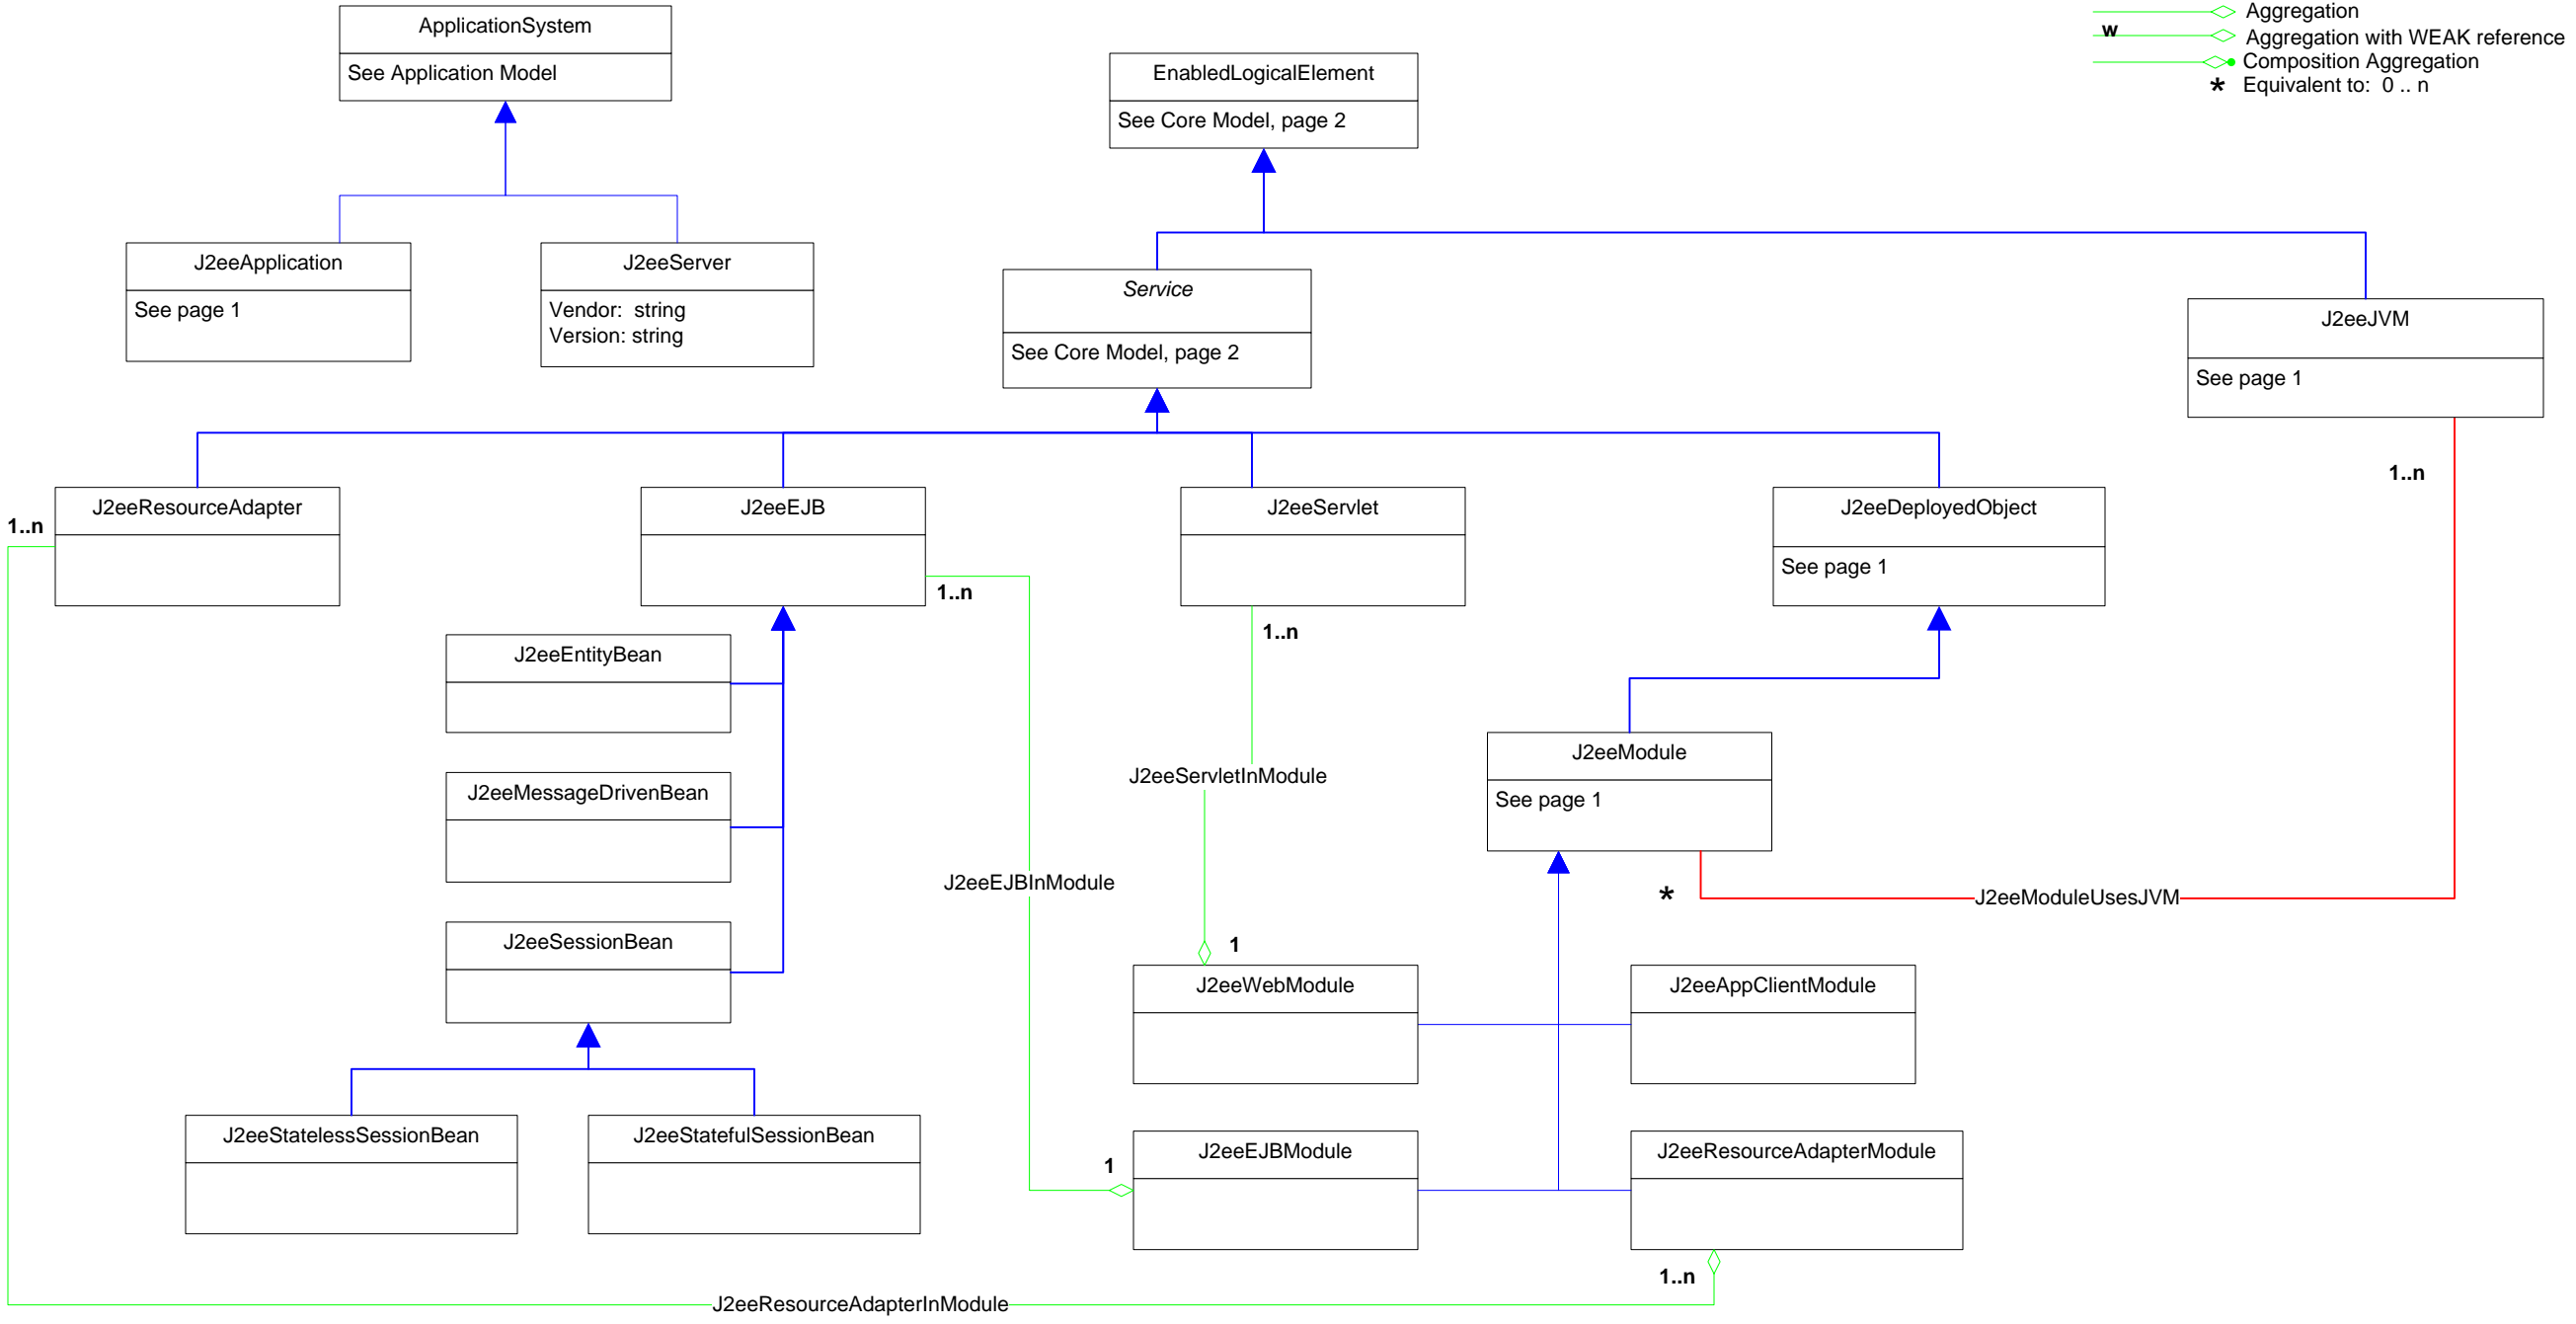 ApplicationSystem
See Application Model
Aggregation
w
Aggregation with WEAK reference
Composition Aggregation
* Equivalent to: 0 .. n
EnabledLogicalElement
See Core Model, page 2
J2eeApplication
See page 1
J2eeServer
Vendor: string
Version: string
Service
See Core Model, page 2
J2eeJVM
See page 1
1..n
J2eeResourceAdapter
1..n
J2eeEJB
1..n
J2eeServlet
1..n
J2eeDeployedObject
See page 1
J2eeEntityBean
J2eeMessageDrivenBean
J2eeSessionBean
J2eeStatelessSessionBean
J2eeStatefulSessionBean
J2eeServletInModule
J2eeEJBInModule
J2eeModule
See page 1
*
J2eeModuleUsesJVM
1
J2eeWebModule
J2eeAppClientModule
1
J2eeEJBModule
J2eeResourceAdapterModule
1..n
J2eeResourceAdapterInModule